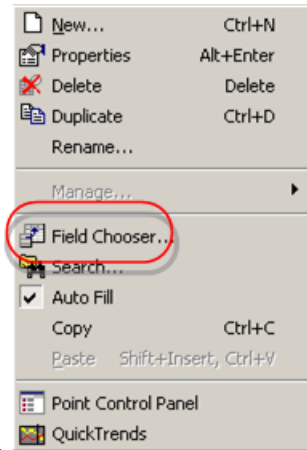 New... Ctrl+N
Properties Alt+Enter
Delete Delete
Duplicate Ctrl+D
Rename...
Manage...
Field Chooser...
Search...
Auto Fill
Copy Ctrl+C
Paste Shift+Insert, Ctrl+V
Point Control Panel
QuickTrends